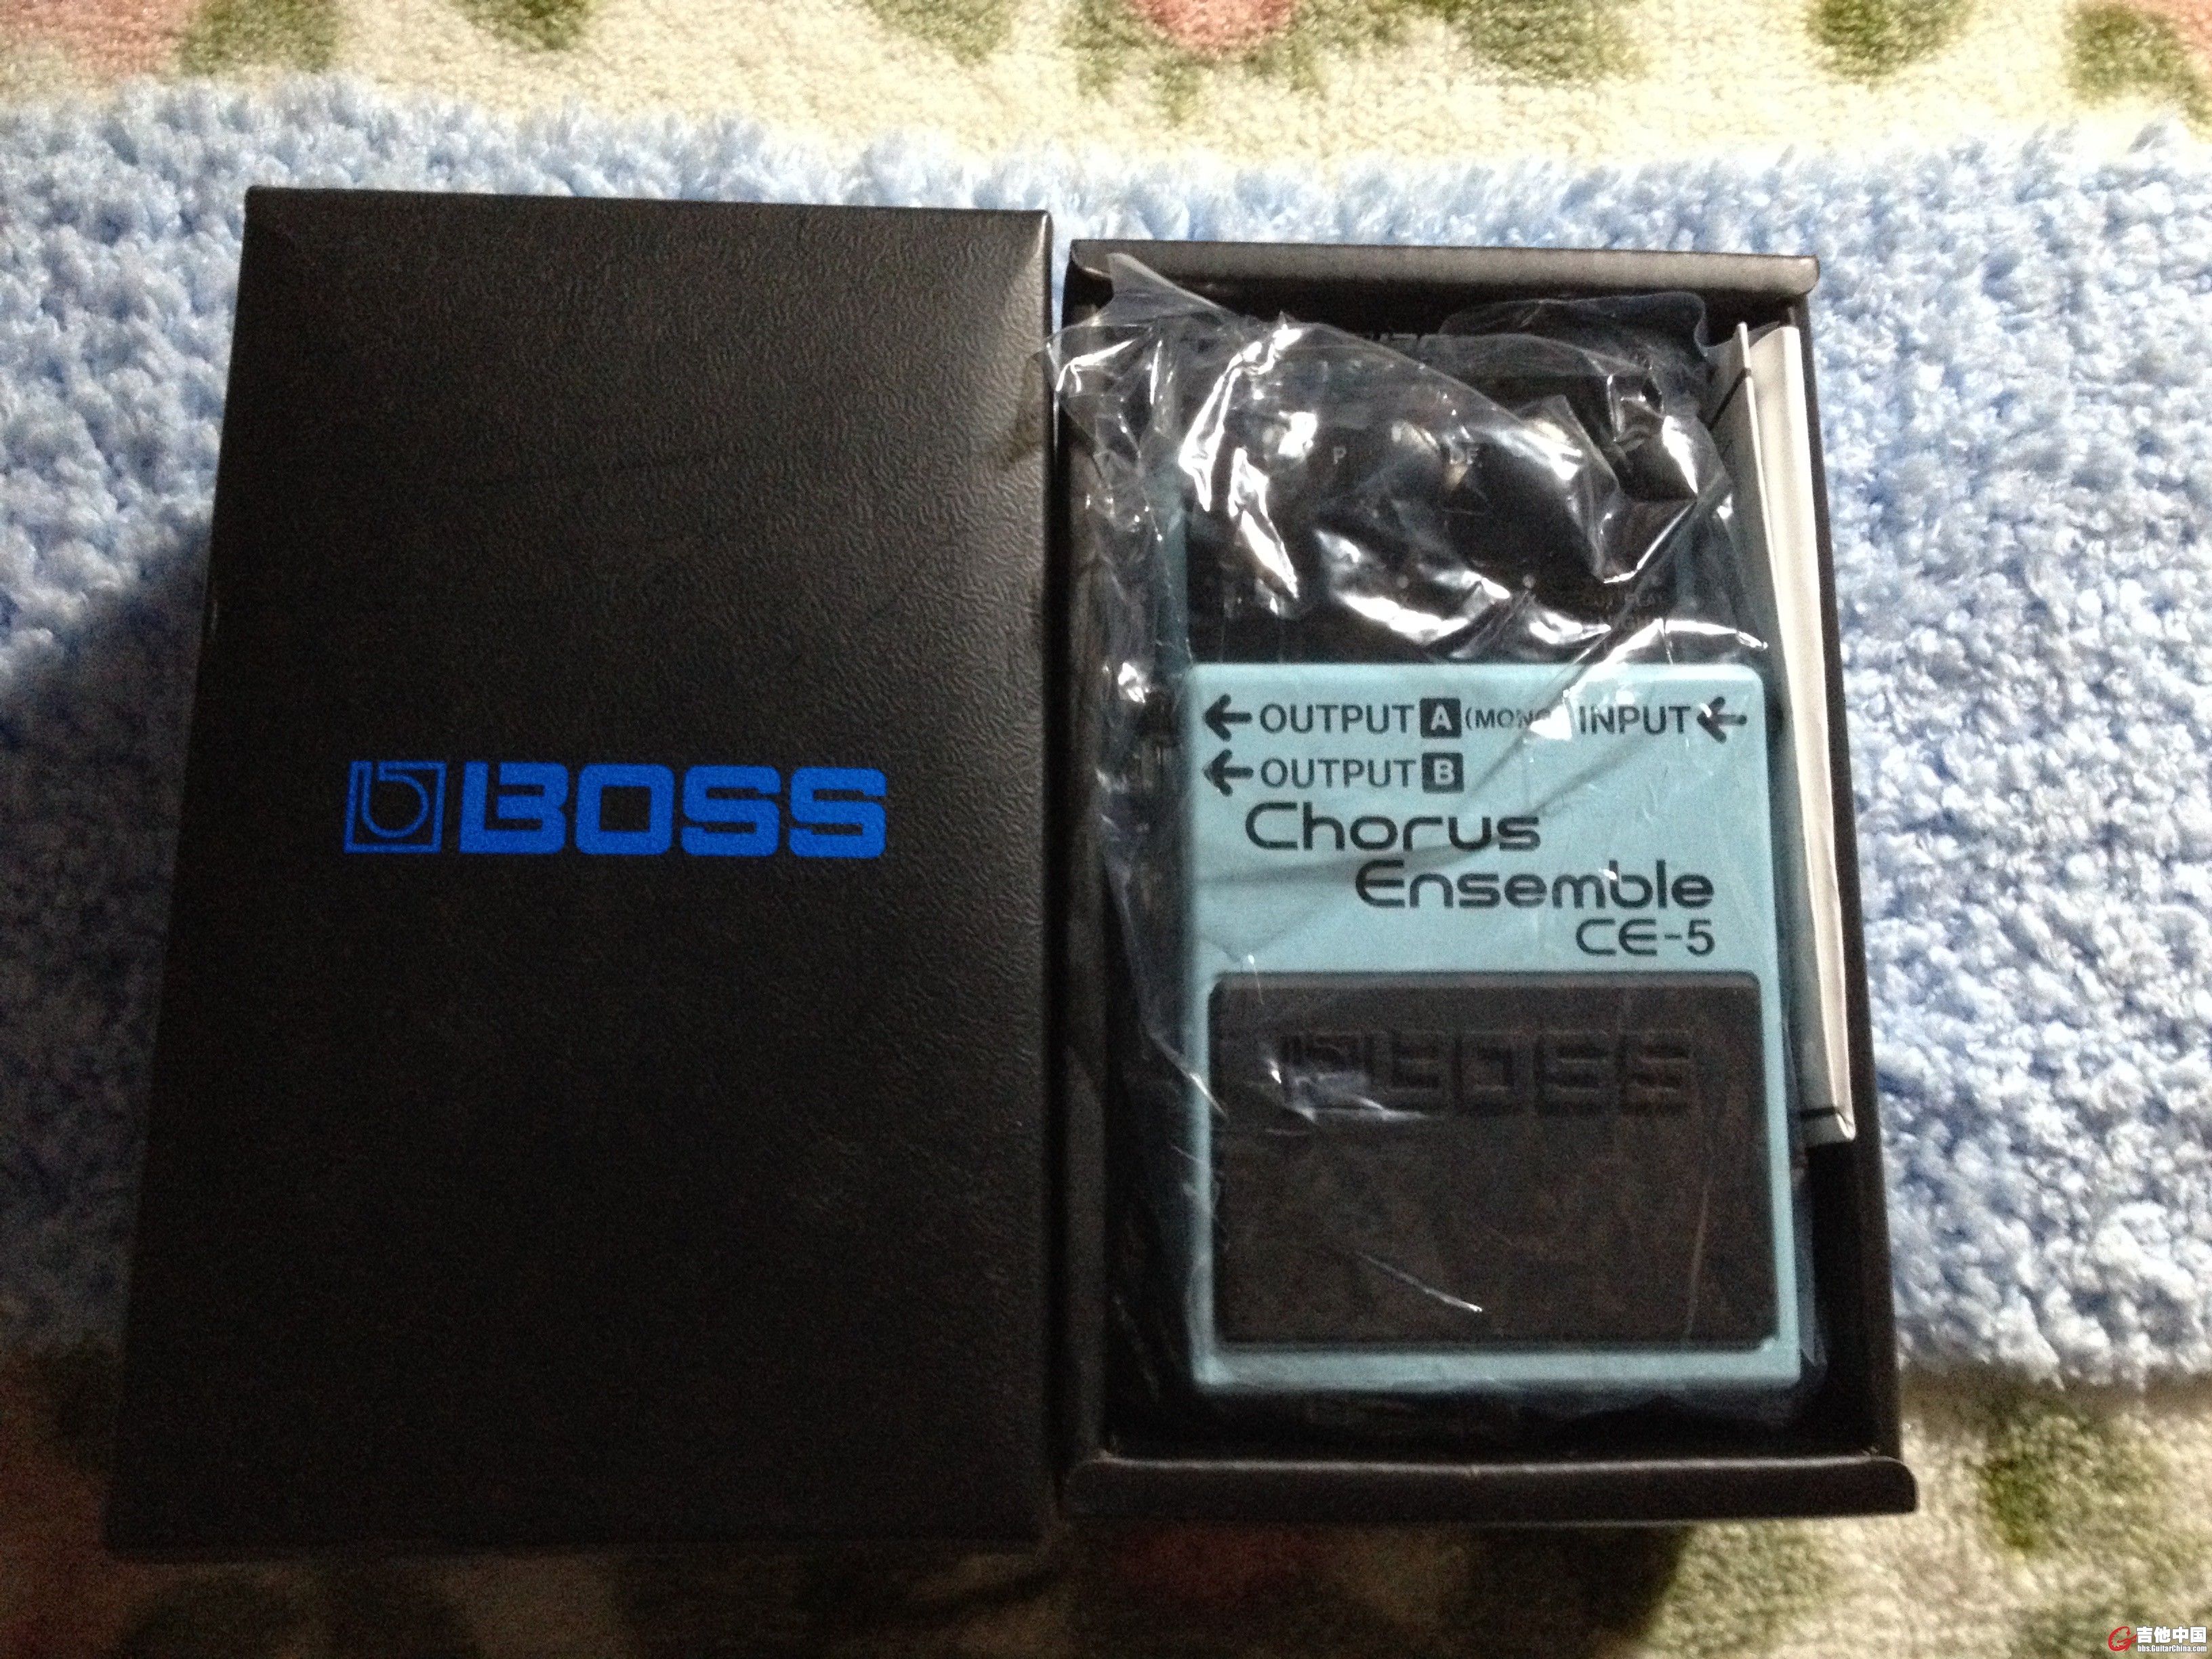 BOSS
OUTPUT A (MONO INPUT
OUTPUT B
Chorus
Ensemble
CE-5
BOSS
吉他中国
bbs.GuitarChina.com